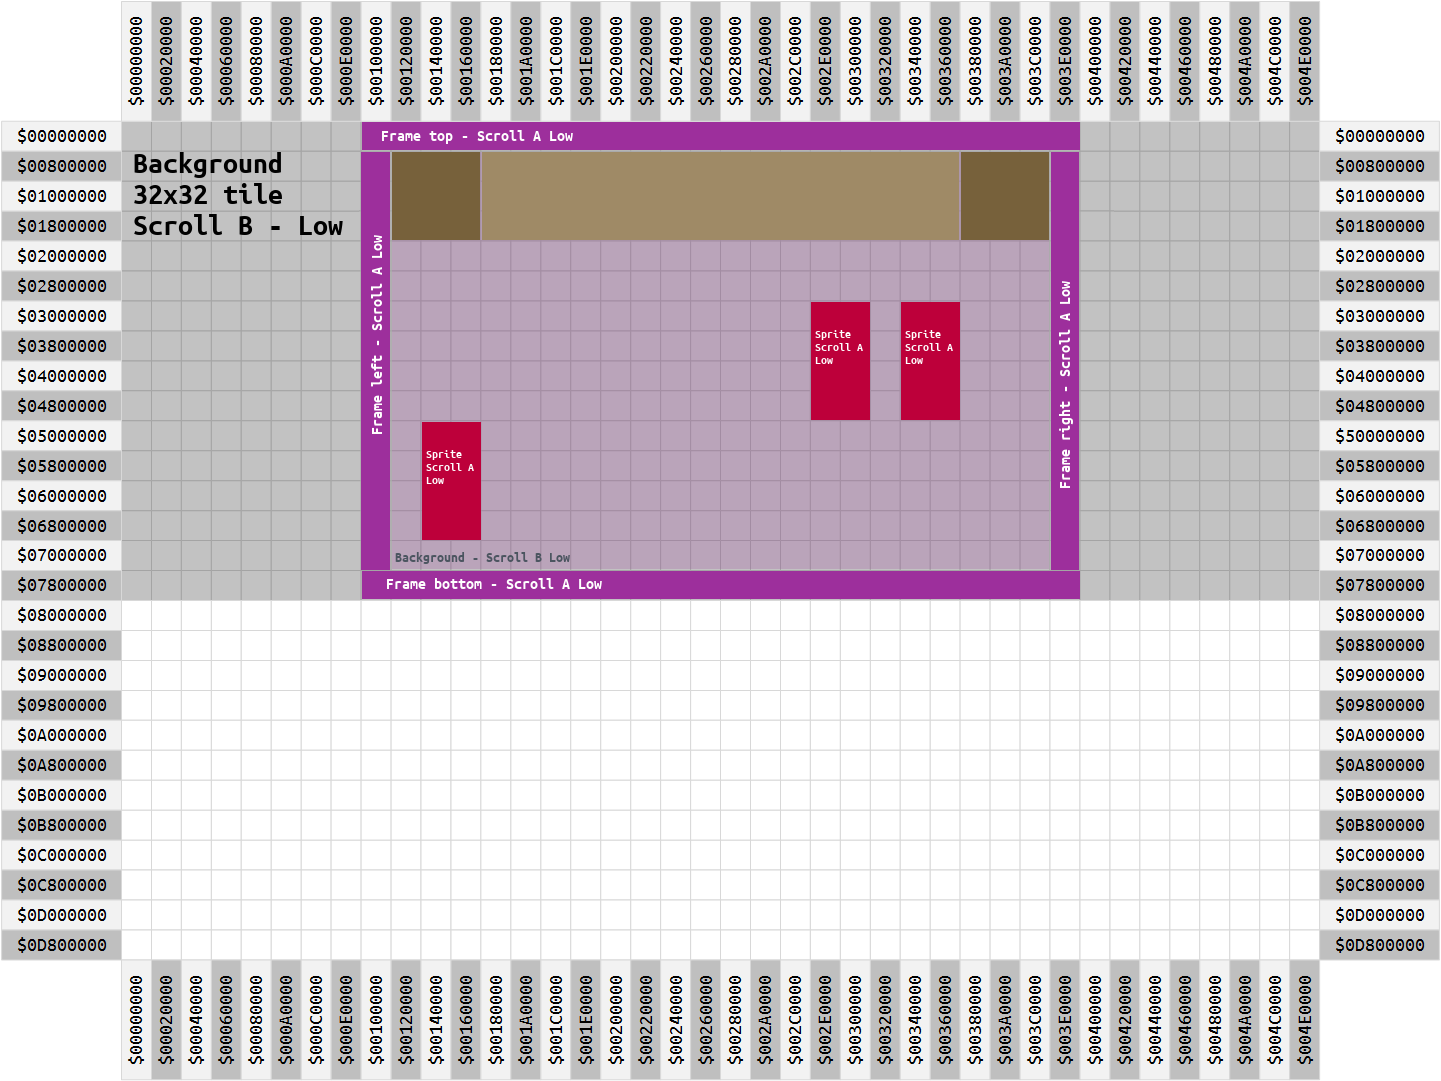 $00000000 $00020000 $00040000 $00060000 $00080000 $000A0000 $000C0000 $000E0000 $00100000 $00120000 $00140000 $00160000 $00180000 $001A0000 $001C0000 $001E0000 $00200000 $00220000 $00240000 $00260000 $00280000 $002A0000 $002C0000 $002E0000 $00300000 $00320000 $00340000 $00360000 $00380000 $003A0000 $003C0000 $003E0000 $00400000 $00420000 $00440000 $00460000 $00480000 $004A0000 $004C0000 $004E0000
$00000000 Frame top - Scroll A Low $00000000
$00800000 Background $00800000
$01000000 32x32 tile $01000000
$01800000 Scroll B - Low $01800000
Frame left - Scroll A Low
Frame right - Scroll A Low
$02000000 $02000000
$02800000 $02800000
$03000000 $03000000
Sprite Sprite
$03800000 Scroll A Scroll A $03800000
Low Low
$04000000 $04000000
$04800000 $04800000
$05000000 $50000000
Sprite
$05800000 Scroll A $05800000
Low
$06000000 $06000000
$06800000 $06800000
$07000000 Background - Scroll B Low $07000000
$07800000 Frame bottom - Scroll A Low $07800000
$08000000 $08000000
$08800000 $08800000
$09000000 $09000000
$09800000 $09800000
$0A000000 $0A000000
$0A800000 $0A800000
$0B000000 $0B000000
$0B800000 $0B800000
$0C000000 $0C000000
$0C800000 $0C800000
$0D000000 $0D000000
$0D800000 $0D800000
$00000000 $00020000 $00040000 $00060000 $00080000 $000A0000 $000C0000 $000E0000 $00100000 $00120000 $00140000 $00160000 $00180000 $001A0000 $001C0000 $001E0000 $00200000 $00220000 $00240000 $00260000 $00280000 $002A0000 $002C0000 $002E0000 $00300000 $00320000 $00340000 $00360000 $00380000 $003A0000 $003C0000 $003E0000 $00400000 $00420000 $00440000 $00460000 $00480000 $004A0000 $004C0000 $004E0000